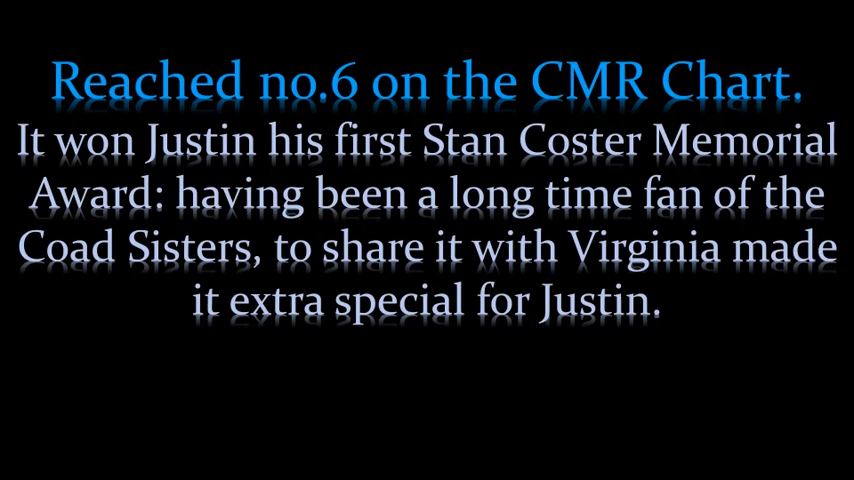 Reached no.6 on the CMR Chart.
It won Justin his first Stan Coster Memorial
Award: having been a long time fan of the
Coad Sisters, to share it with Virginia made
it extra special for Justin.